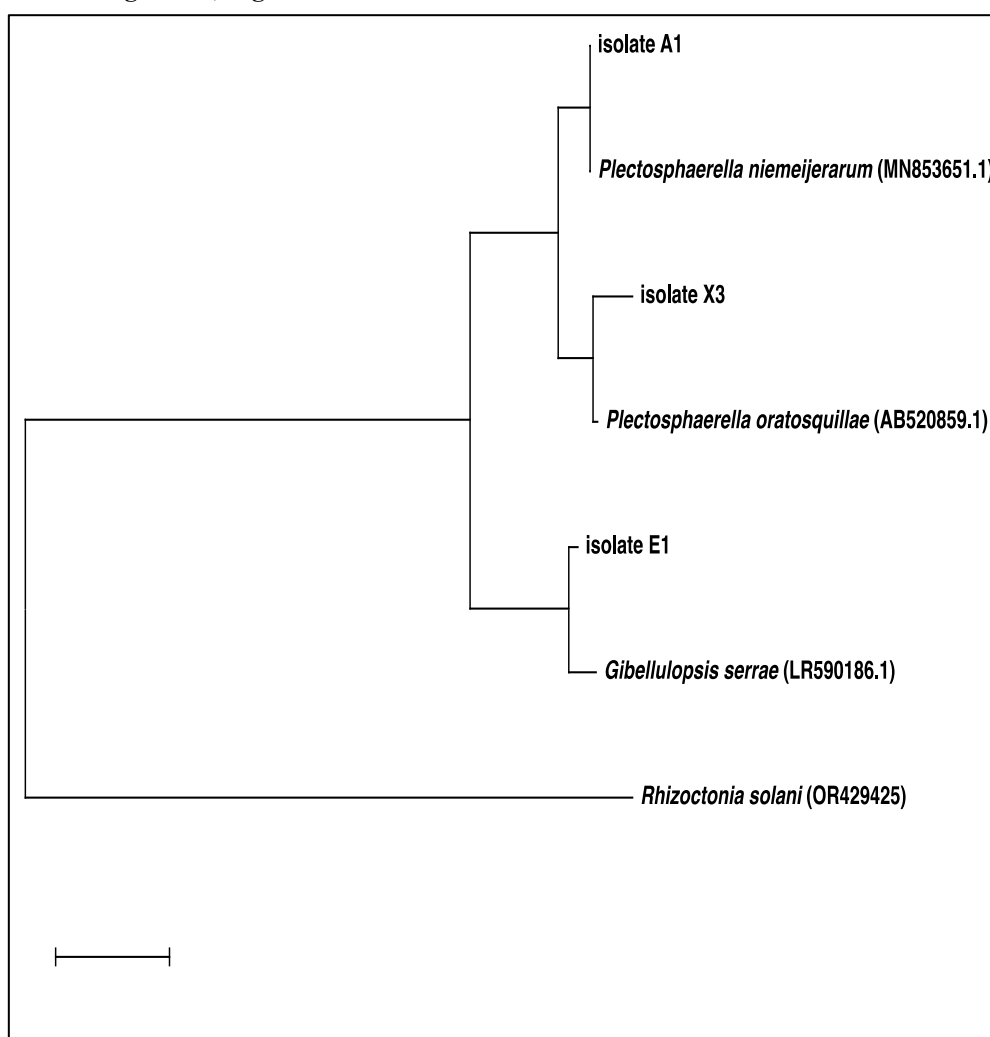 isolate A1
Plectosphaerella niemeijerarum (MN853651.1)
isolate X3
Plectosphaerella oratosquillae (AB520859.1)
isolate E1
Gibellulopsis serrae (LR590186.1)
Rhizoctonia solani (OR429425)